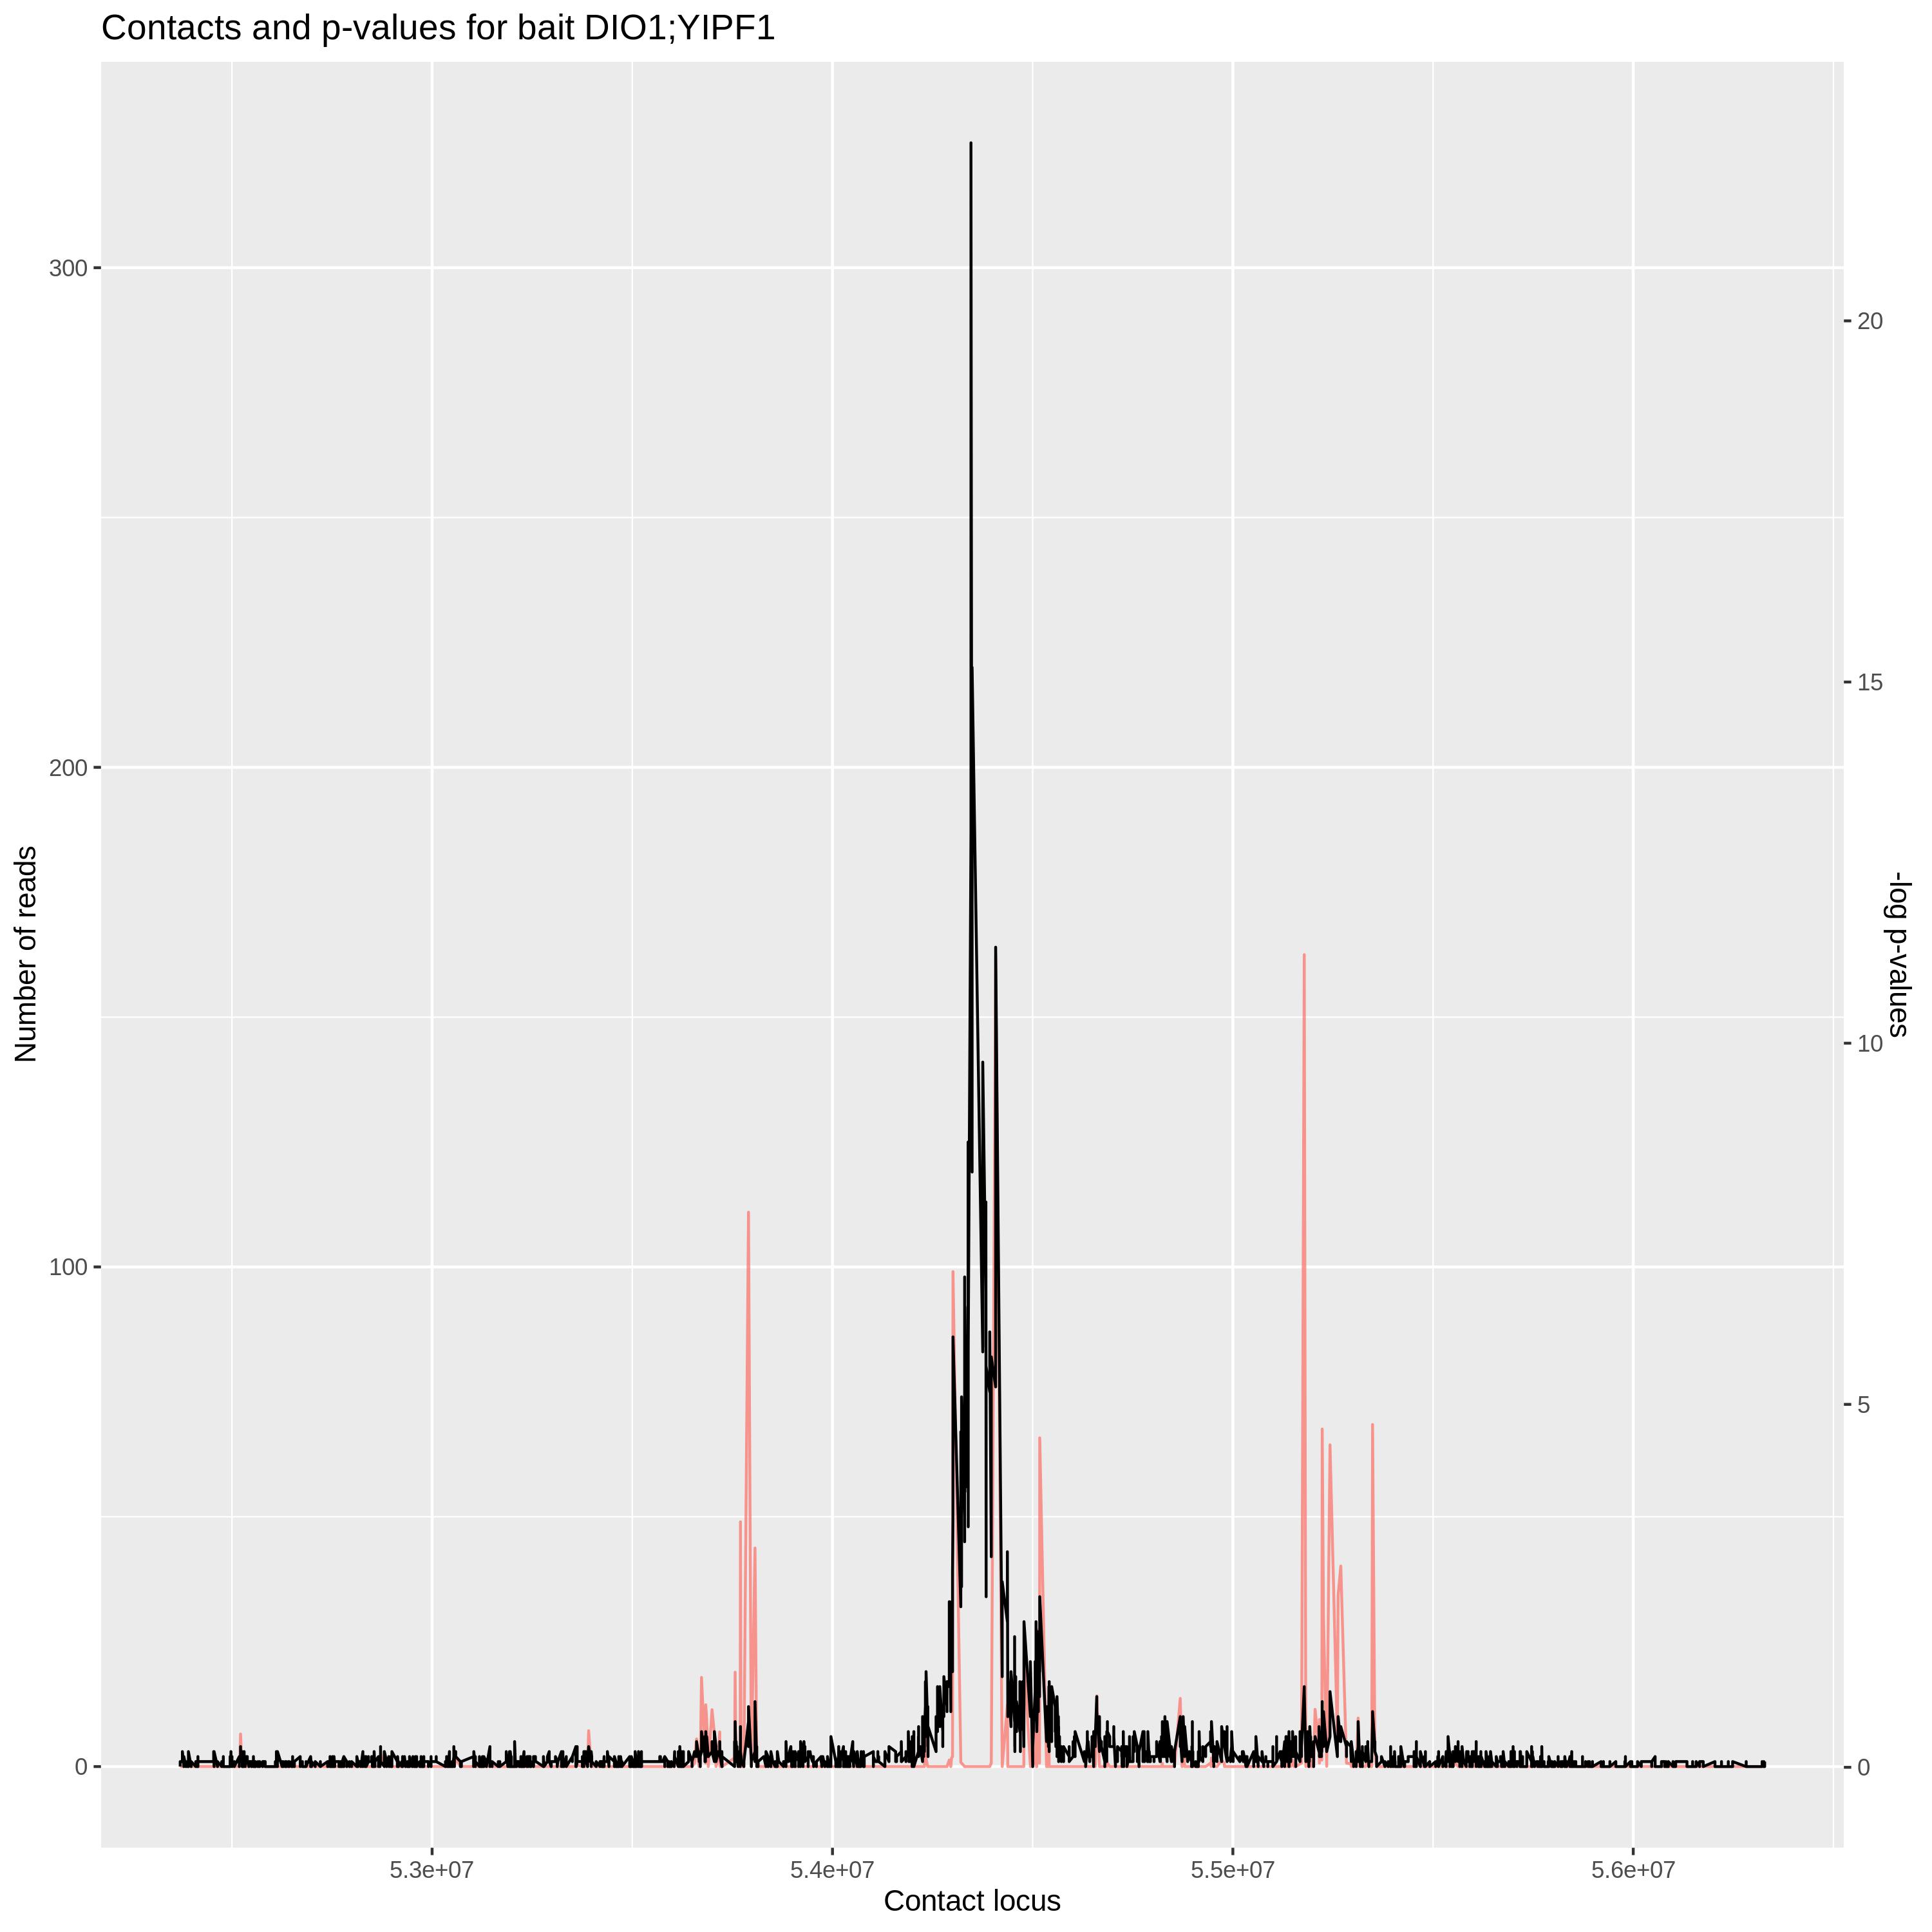 Contacts and p-values for bait DIO1;YIPF1
300
200
100
0
Number of reads
20
15
10
5
0
-log p-values
5.3e+07
5.4e+07
5.5e+07
5.6e+07
Contact locus